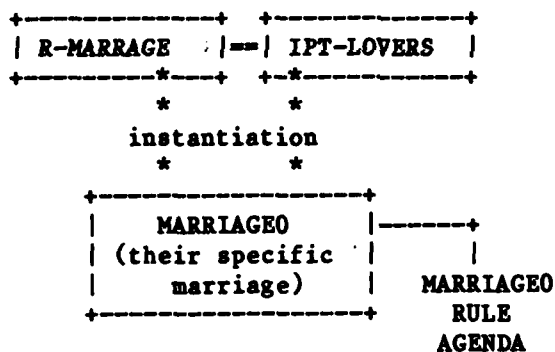 +-----------+ +-----------+
| R-MARRAGE |==| IPT-LOVERS |
+-------*---+ +-*---------+
* *
instantiation
* *
+-------------------+
| MARRIAGE0 |------+
| (their specific | |
| marriage) | MARRIAGE0
+-------------------+ RULE
AGENDA